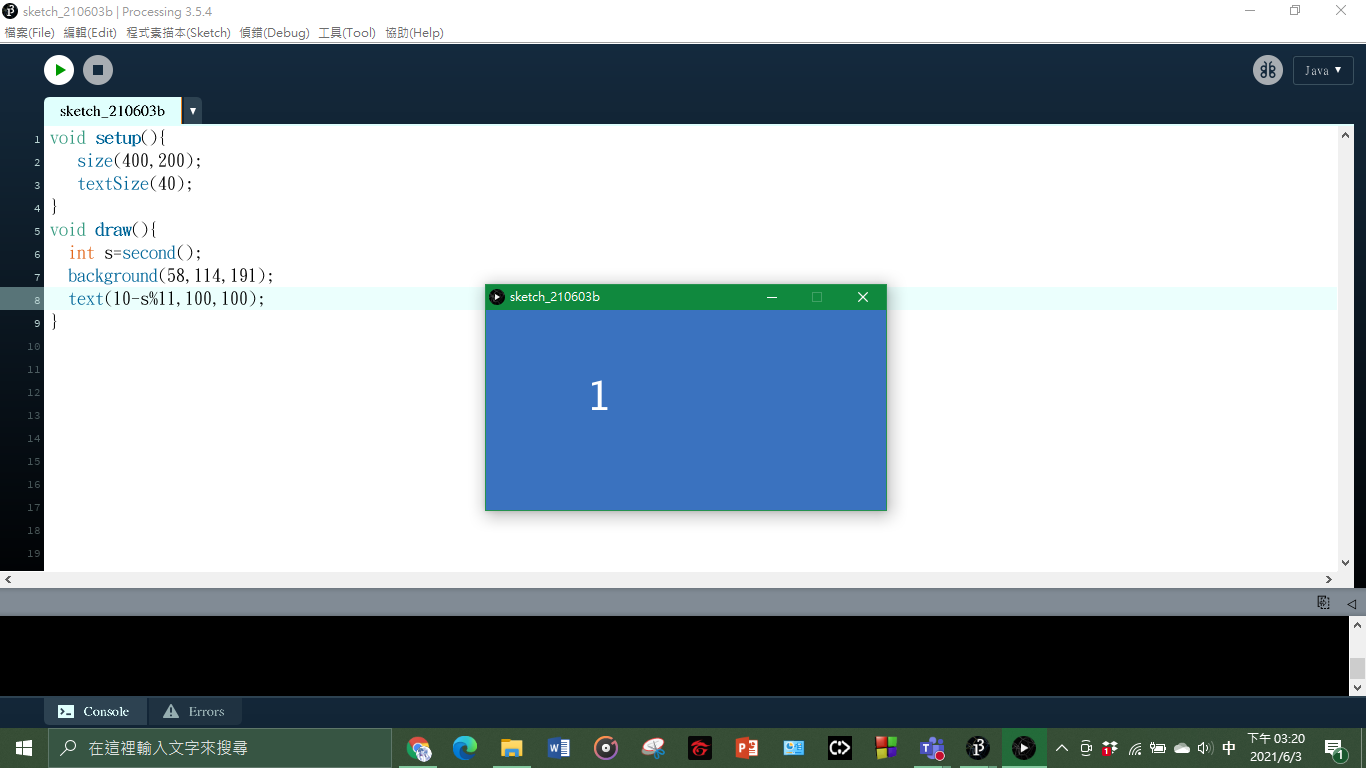 sketch_210603b | Processing 3.5.4
檔案(File) 編輯(Edit) 程式素描本(Sketch) 偵錯(Debug) 工具(Tool) 協助(Help)
Java ▼
sketch_210603b ▼
1 void setup(){
2 size(400,200);
3 textSize(40);
4 }
5 void draw(){
6 int s=second();
7 background(58,114,191);
8 text(10-s%11,100,100);
9 }
10
11
12
13
14
15
16
17
18
19
sketch_210603b
1
Console Errors
在這裡輸入文字來搜尋
中
下午 03:20
2021/6/3
1